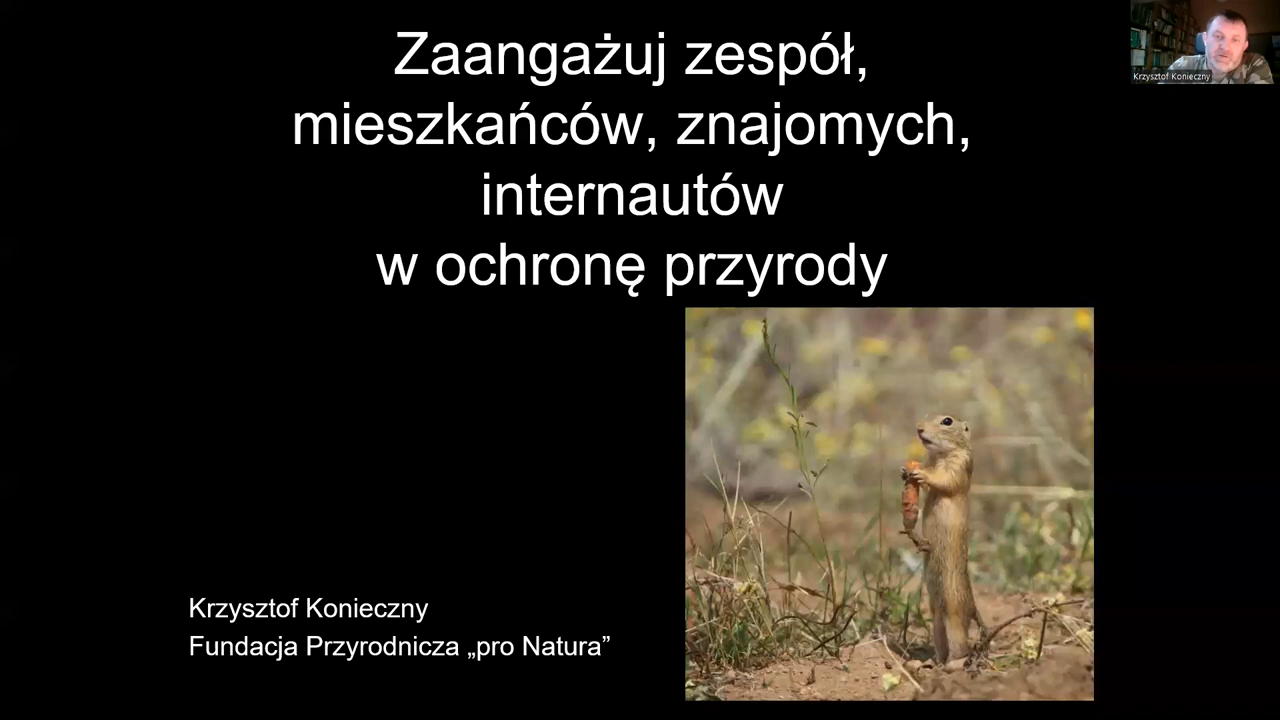 Zaangażuj zespół,
mieszkańców, znajomych,
internautów
w ochronę przyrody
Krzysztof Konieczny
Krzysztof Konieczny
Fundacja Przyrodnicza „pro Natura”